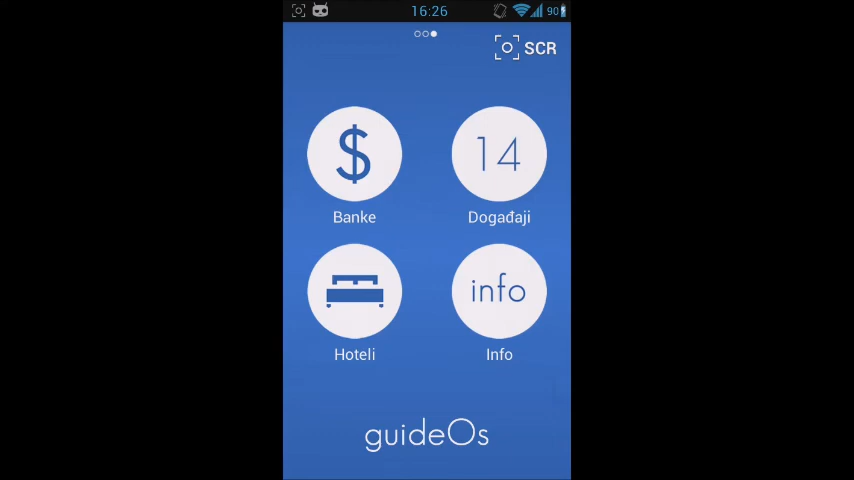 16:26
90
SCR
$
14
Banke
Događaji
info
Hoteli
Info
guideOs